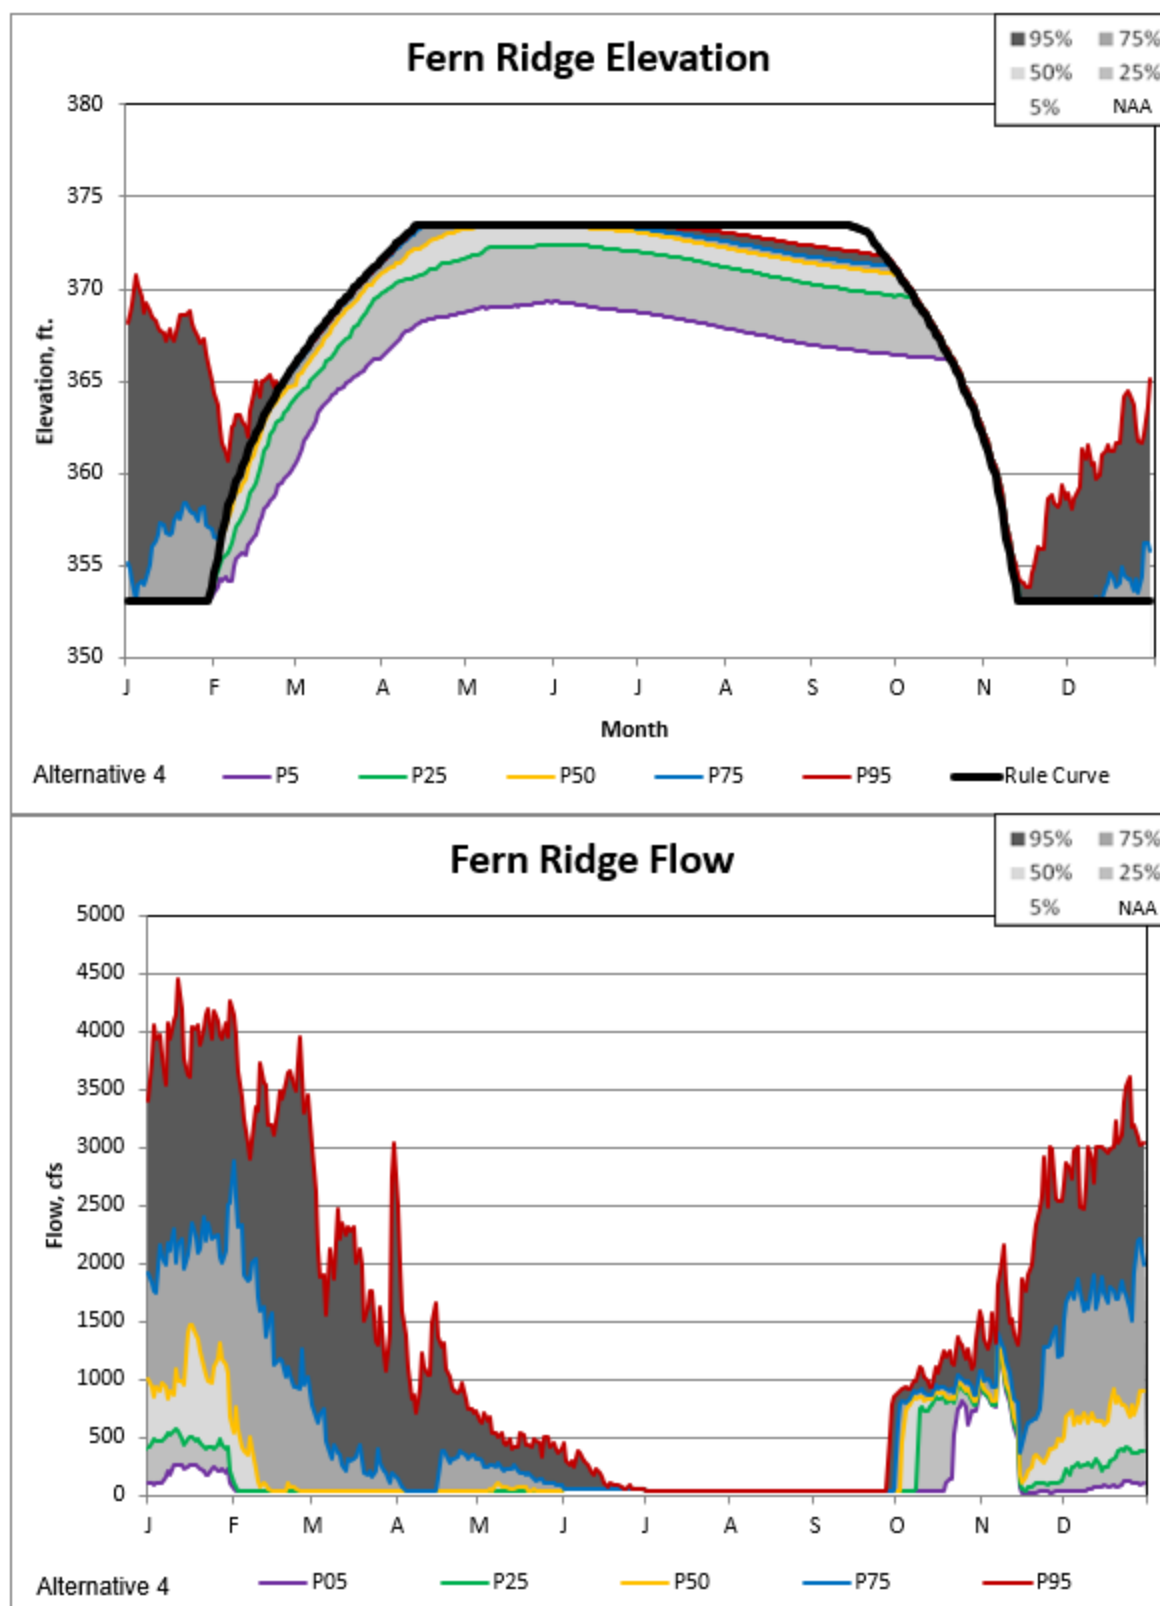 Fern Ridge Elevation
95% 75%
50% 25%
5% NAA
380
375
370
365
360
355
350
Elevation, ft.
J F M A M J J A S O N D
Month
Alternative 4 P5 P25 P50 P75 P95 Rule Curve
Fern Ridge Flow
95% 75%
50% 25%
5% NAA
5000
4500
4000
3500
3000
2500
2000
1500
1000
500
0
Flow, cfs
J F M A M J J A S O N D
Alternative 4 P05 P25 P50 P75 P95